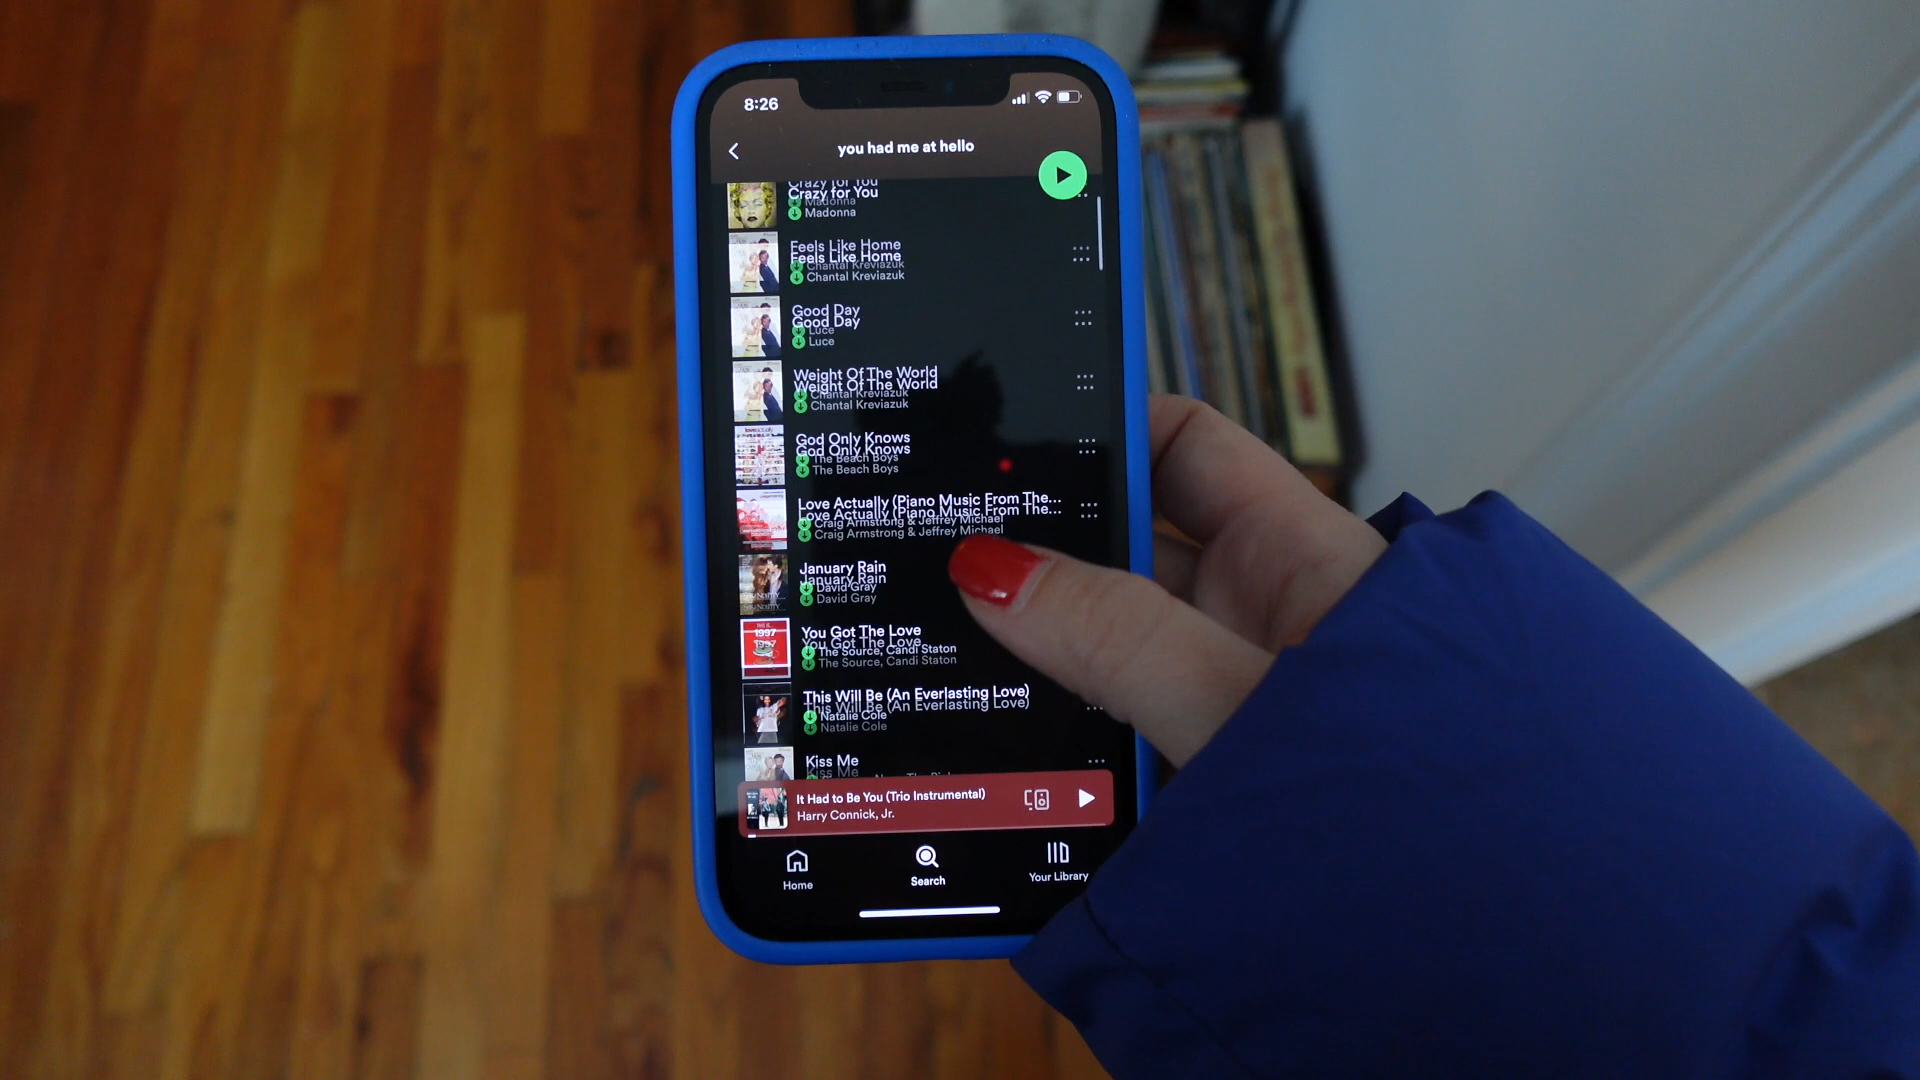 8:26
you had me at hello
Crazy for You
Madonna
Feels Like Home
Chantal Kreviazuk
Good Day
Luce
Weight Of The World
Chantal Kreviazuk
God Only Knows
The Beach Boys
Love Actually (Piano Music From The...
Craig Armstrong & Jeffrey Michael
January Rain
David Gray
1997
You Got The Love
The Source, Candi Staton
This Will Be (An Everlasting Love)
Natalie Cole
Kiss Me
It Had to Be You (Trio Instrumental)
Harry Connick, Jr.
Home
Search
Your Library